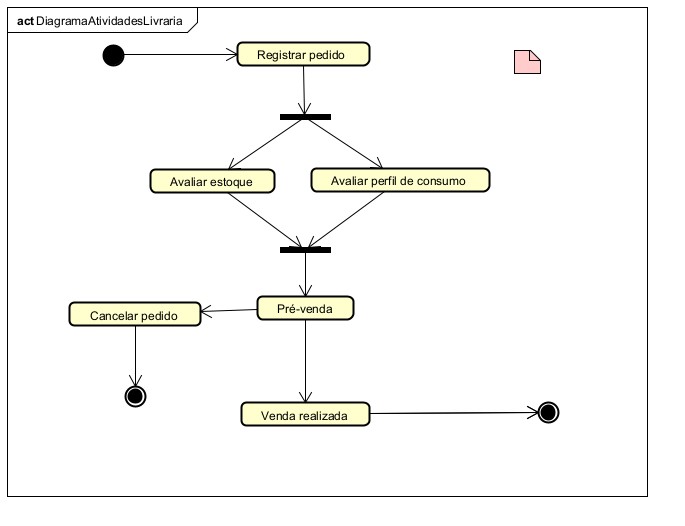 act DiagramaAtividadesLivraria
Registrar pedido
Avaliar estoque
Avaliar perfil de consumo
Pré-venda
Cancelar pedido
Venda realizada